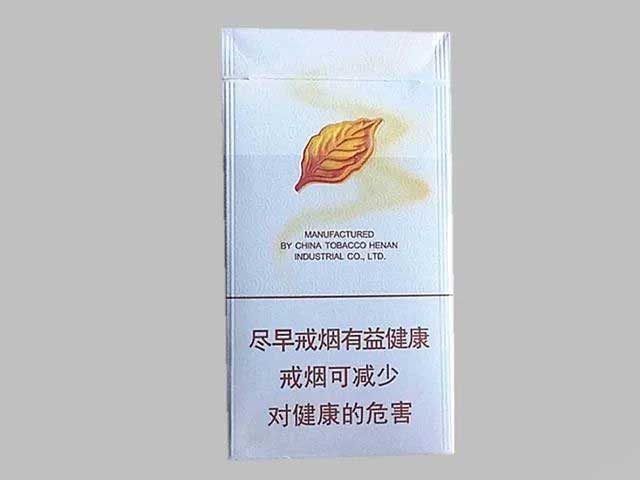 MANUFACTURED
BY CHINA TOBACCO HENAN
INDUSTRIAL CO., LTD.
尽早戒烟有益健康
戒烟可减少
对健康的危害